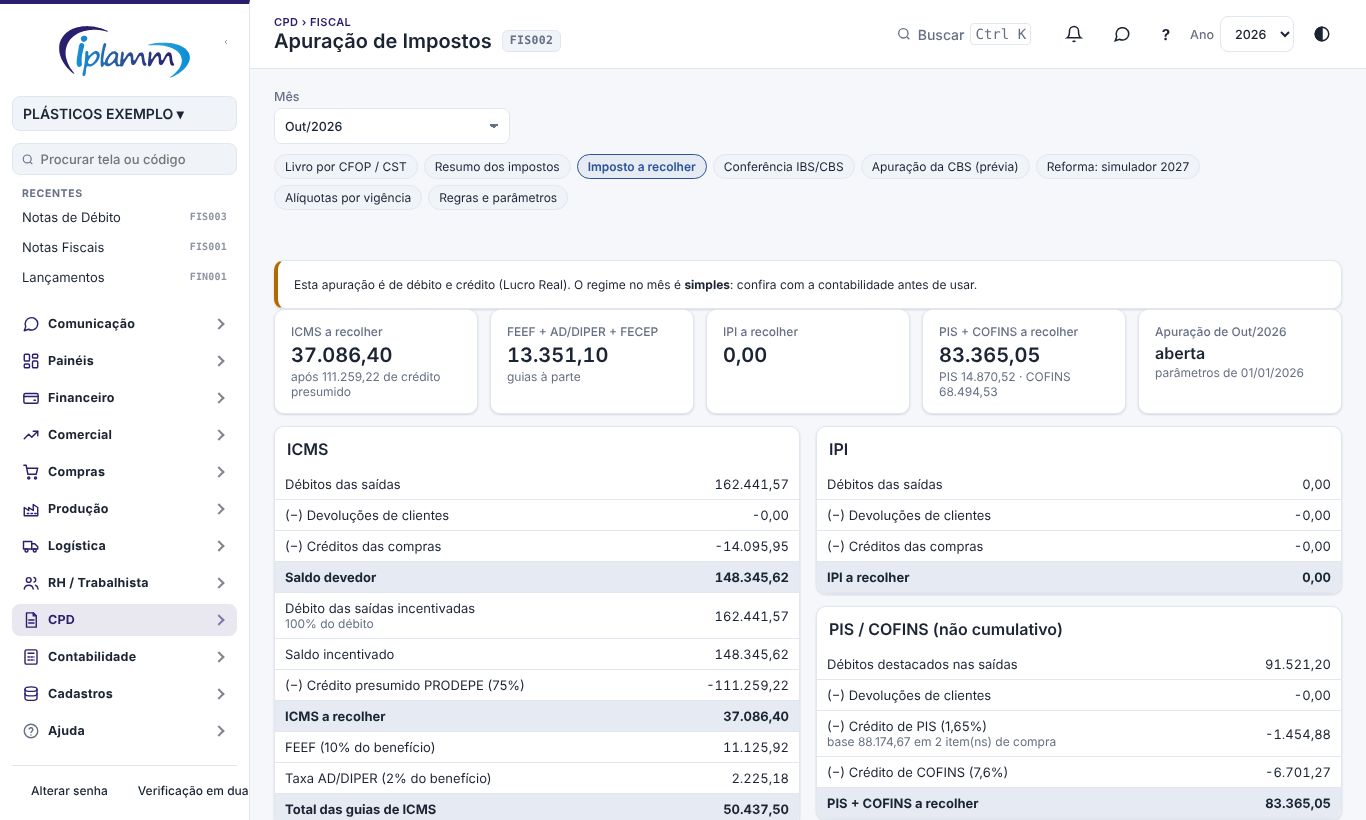 iplamm
PLÁSTICOS EXEMPLO ▾
Procurar tela ou código
RECENTES
Notas de Débito FIS003
Notas Fiscais FIS001
Lançamentos FIN001
Comunicação
Painéis
Financeiro
Comercial
Compras
Produção
Logística
RH / Trabalhista
CPD
Contabilidade
Cadastros
Ajuda
Alterar senha Verificação em dua
CPD › FISCAL
Apuração de Impostos FIS002
Buscar Ctrl K ? Ano 2026
Mês
Out/2026
Livro por CFOP / CST Resumo dos impostos Imposto a recolher Conferência IBS/CBS Apuração da CBS (prévia) Reforma: simulador 2027
Alíquotas por vigência Regras e parâmetros
Esta apuração é de débito e crédito (Lucro Real). O regime no mês é simples: confira com a contabilidade antes de usar.
ICMS a recolher
37.086,40
após 111.259,22 de crédito
presumido
FEEF + AD/DIPER + FECEP
13.351,10
guias à parte
IPI a recolher
0,00
PIS + COFINS a recolher
83.365,05
PIS 14.870,52 · COFINS
68.494,53
Apuração de Out/2026
aberta
parâmetros de 01/01/2026
ICMS
Débitos das saídas 162.441,57
(−) Devoluções de clientes -0,00
(−) Créditos das compras -14.095,95
Saldo devedor 148.345,62
Débito das saídas incentivadas 162.441,57
100% do débito
Saldo incentivado 148.345,62
(−) Crédito presumido PRODEPE (75%) -111.259,22
ICMS a recolher 37.086,40
FEEF (10% do benefício) 11.125,92
Taxa AD/DIPER (2% do benefício) 2.225,18
Total das guias de ICMS 50.437,50
IPI
Débitos das saídas 0,00
(−) Devoluções de clientes -0,00
(−) Créditos das compras -0,00
IPI a recolher 0,00
PIS / COFINS (não cumulativo)
Débitos destacados nas saídas 91.521,20
(−) Devoluções de clientes -0,00
(−) Crédito de PIS (1,65%) -1.454,88
base 88.174,67 em 2 item(ns) de compra
(−) Crédito de COFINS (7,6%) -6.701,27
PIS + COFINS a recolher 83.365,05